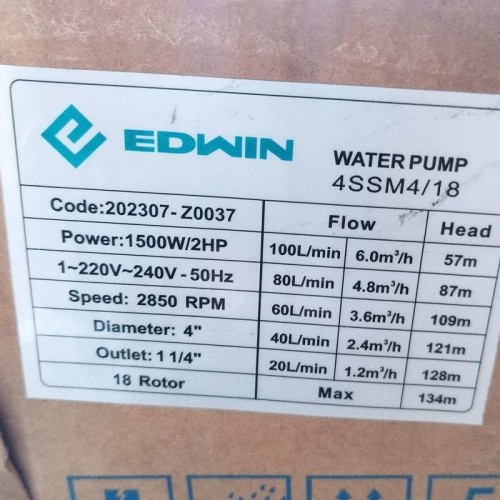 EDWIN
WATER PUMP
4SSM4/18
Code:202307-Z0037
Power:1500W/2HP
1~220V~240V-50Hz
Speed: 2850 RPM
Diameter: 4"
Outlet:1 1/4"
18 Rotor
Flow Head
100L/min 6.0m³/h 57m
80L/min 4.8m³/h 87m
60L/min 3.6m³/h 109m
40L/min 2.4m³/h 121m
20L/min 1.2m³/h 128m
Max 134m